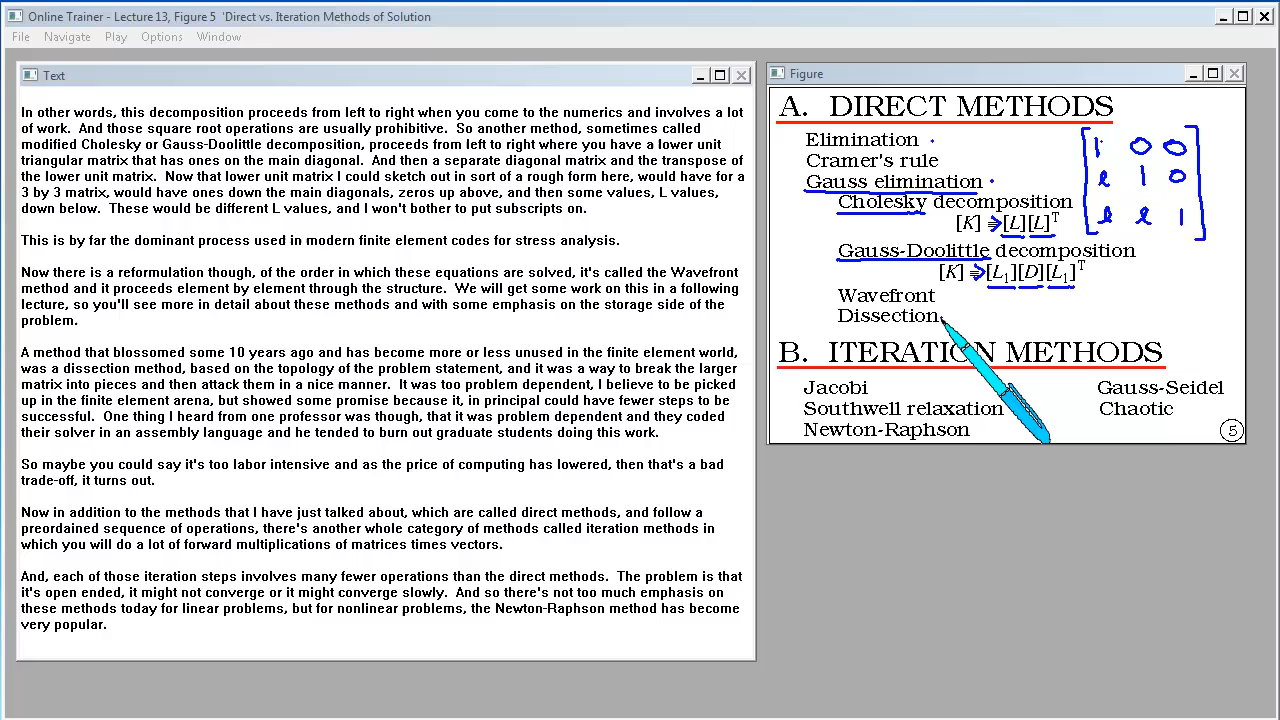 Online Trainer - Lecture 13, Figure 5 'Direct vs. Iteration Methods of Solution
File Navigate Play Options Window
Text
In other words, this decomposition proceeds from left to right when you come to the numerics and involves a lot
of work. And those square root operations are usually prohibitive. So another method, sometimes called
modified Cholesky or Gauss-Doolittle decomposition, proceeds from left to right where you have a lower unit
triangular matrix that has ones on the main diagonal. And then a separate diagonal matrix and the transpose of
the lower unit matrix. Now that lower unit matrix I could sketch out in sort of a rough form here, would have for a
3 by 3 matrix, would have ones down the main diagonals, zeros up above, and then some values, L values,
down below. These would be different L values, and I won't bother to put subscripts on.
This is by far the dominant process used in modern finite element codes for stress analysis.
Now there is a reformulation though, of the order in which these equations are solved, it's called the Wavefront
method and it proceeds element by element through the structure. We will get some work on this in a following
lecture, so you'll see more in detail about these methods and with some emphasis on the storage side of the
problem.
A method that blossomed some 10 years ago and has become more or less unused in the finite element world,
was a dissection method, based on the topology of the problem statement, and it was a way to break the larger
matrix into pieces and then attack them in a nice manner. It was too problem dependent, I believe to be picked
up in the finite element arena, but showed some promise because it, in principal could have fewer steps to be
successful. One thing I heard from one professor was though, that it was problem dependent and they coded
their solver in an assembly language and he tended to burn out graduate students doing this work.
So maybe you could say it's too labor intensive and as the price of computing has lowered, then that's a bad
trade-off, it turns out.
Now in addition to the methods that I have just talked about, which are called direct methods, and follow a
preordained sequence of operations, there's another whole category of methods called iteration methods in
which you will do a lot of forward multiplications of matrices times vectors.
And, each of those iteration steps involves many fewer operations than the direct methods. The problem is that
it's open ended, it might not converge or it might converge slowly. And so there's not too much emphasis on
these methods today for linear problems, but for nonlinear problems, the Newton-Raphson method has become
very popular.
Figure
A. DIRECT METHODS
Elimination
Cramer's rule
Gauss elimination
Cholesky decomposition
[K] ⇒ [L][L]ᵀ
Gauss-Doolittle decomposition
[K] ⇒ [L₁][D][L₁]ᵀ
Wavefront
Dissection
1 0 0
l 1 0
l l 1
B. ITERATION METHODS
Jacobi Gauss-Seidel
Southwell relaxation Chaotic
Newton-Raphson
5